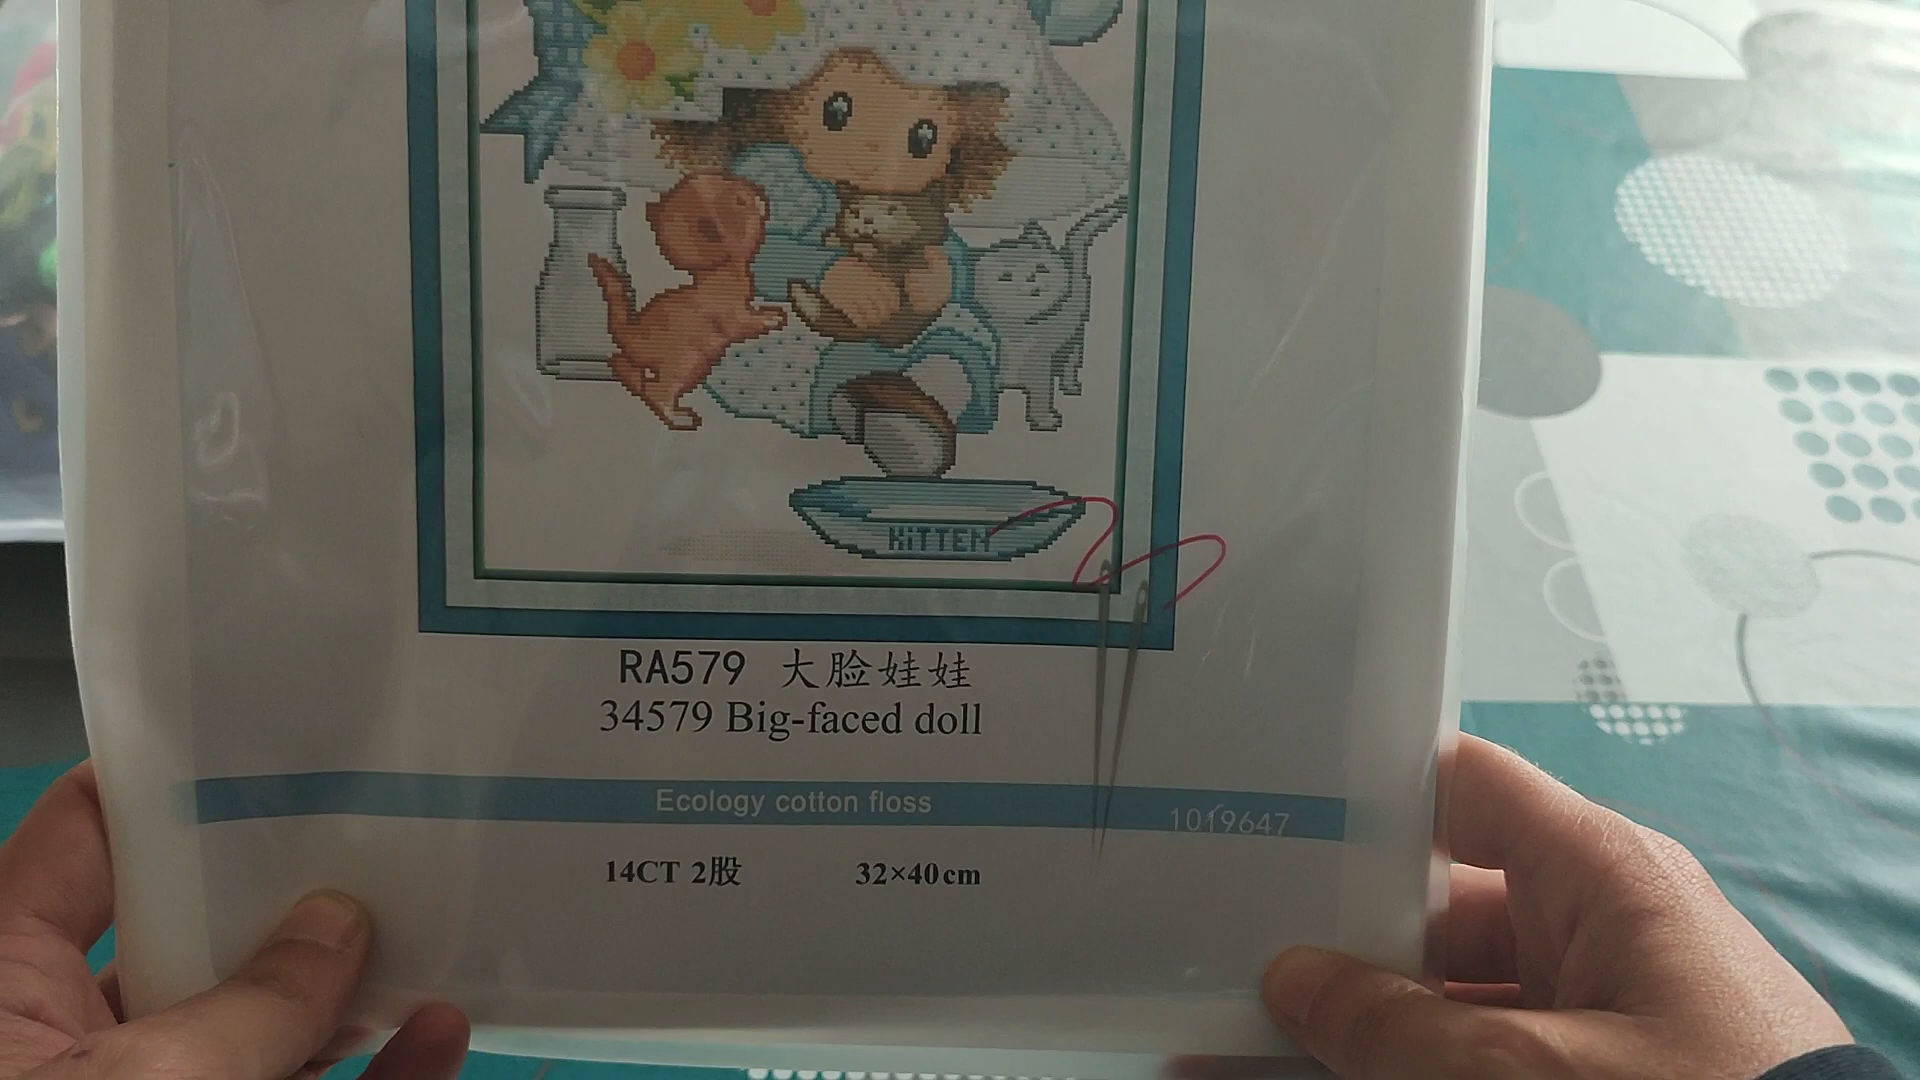 KiTTEN
RA579 大脸娃娃
34579 Big-faced doll
Ecology cotton floss
1019647
14CT 2股 32×40cm